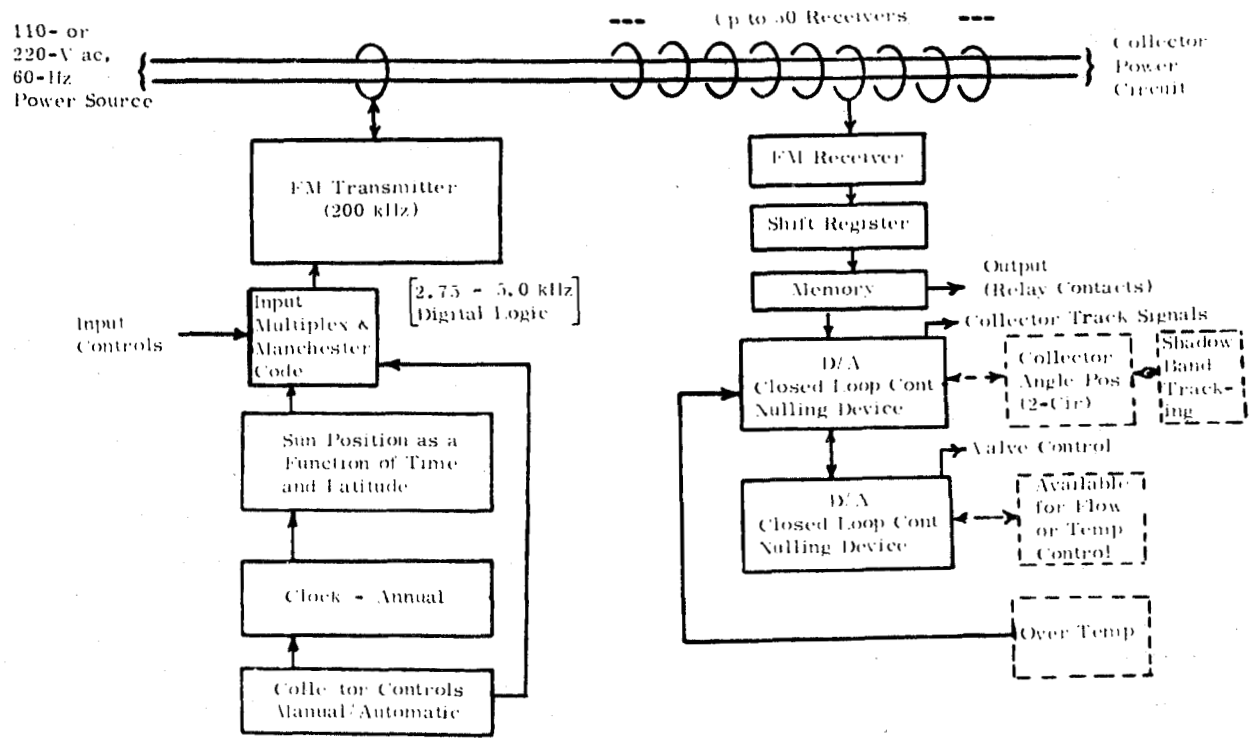 110- or
220-V ac,
60-Hz
Power Source
Up to 50 Receivers
Collector
Power
Circuit
FM Transmitter
(200 kHz)
[2.75 - 5.0 kHz]
Digital Logic
Input
Controls
Input
Multiplex &
Manchester
Code
Sun Position as a
Function of Time
and Latitude
Clock - Annual
Colle tor Controls
Manual/Automatic
FM Receiver
Shift Register
Memory
Output
(Relay Contacts)
Collector Track Signals
D/A
Closed Loop Cont
Nulling Device
Collector
Angle Pos
(2-Cir)
Shadow
Band
Track-
ing
Valve Control
D/A
Closed Loop Cont
Nulling Device
Available
for Flow
or Temp
Control
Over Temp